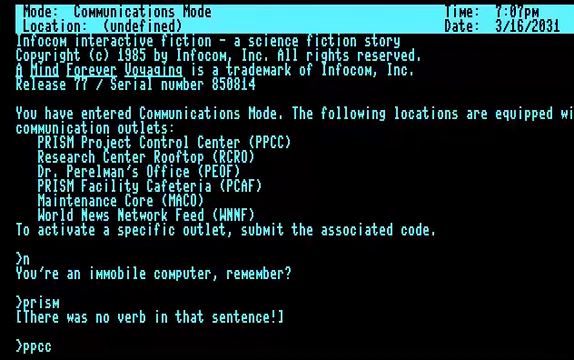 Mode: Communications Mode Time: 7:07pm
Location: (undefined) Date: 3/16/2031
Infocom interactive fiction - a science fiction story
Copyright (c) 1985 by Infocom, Inc. All rights reserved.
A Mind Forever Voyaging is a trademark of Infocom, Inc.
Release 77 / Serial number 850814
You have entered Communications Mode. The following locations are equipped wi
communication outlets:
PRISM Project Control Center (PPCC)
Research Center Rooftop (RCRO)
Dr. Perelman's Office (PEOF)
PRISM Facility Cafeteria (PCAF)
Maintenance Core (MACO)
World News Network Feed (WNNF)
To activate a specific outlet, submit the associated code.
>n
You're an immobile computer, remember?
>prism
[There was no verb in that sentence!]
>ppcc